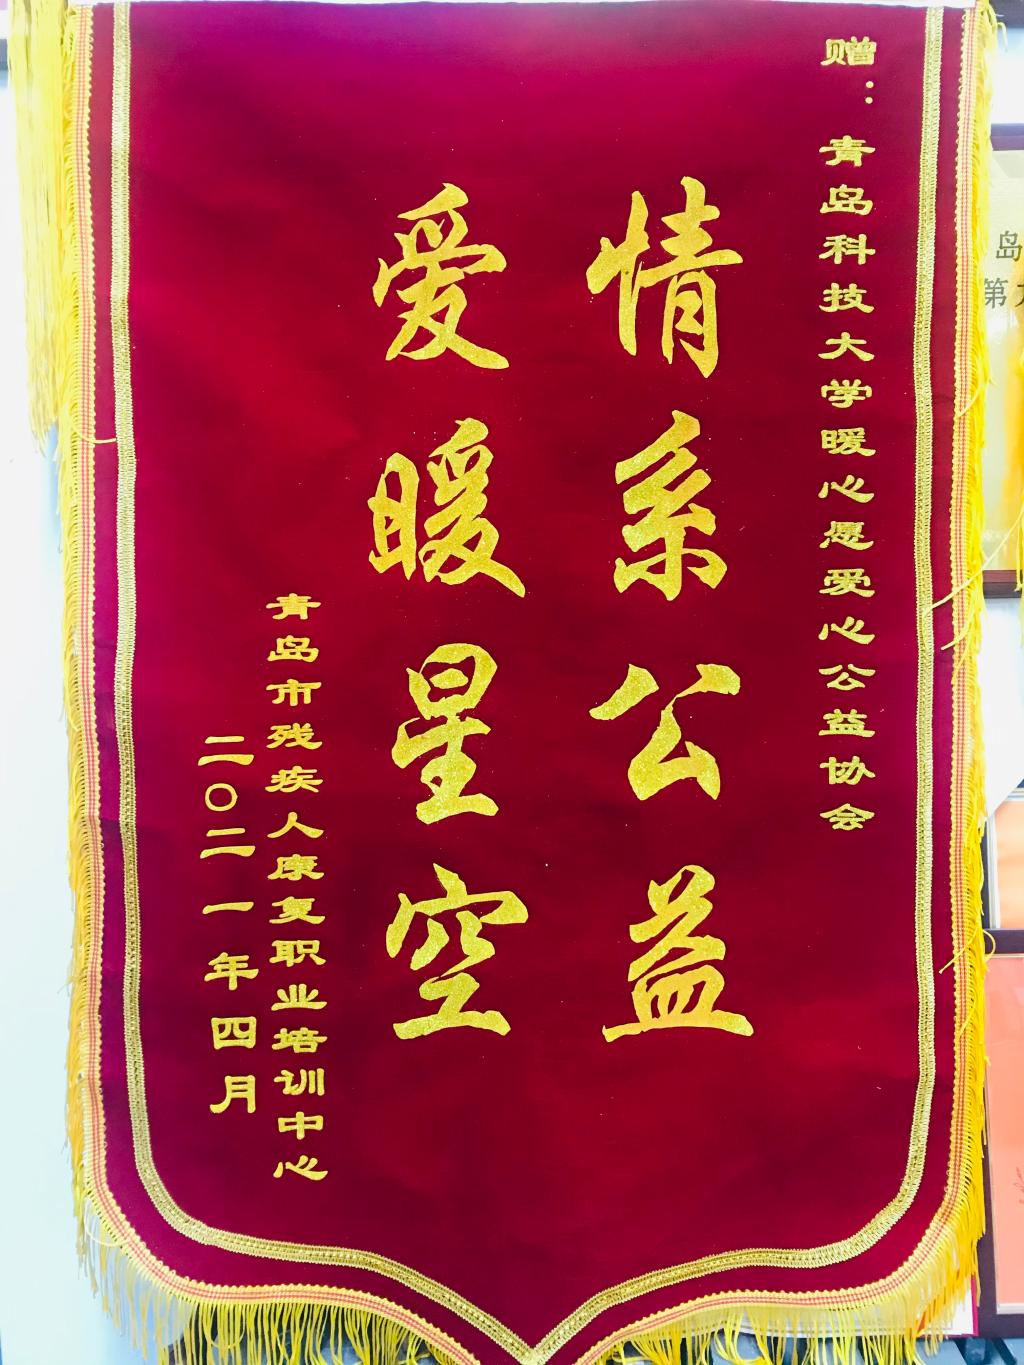 赠：青岛科技大学暖心愿爱心公益协会
情系公益
爱暖星空
青岛市残疾人康复职业培训中心
二〇二一年四月
岛
第